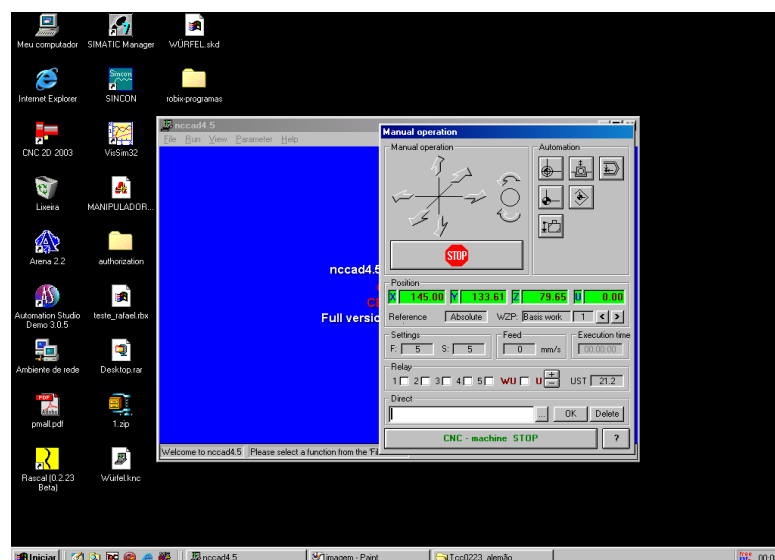 Meu computador
SIMATIC Manager
WÜRFEL.skd
Internet Explorer
Sincon
SINCON
robix-programas
CNC 2D 2003
VisSim32
Lixeira
MANIPULADOR...
Arena 2.2
authorization
Automation Studio
Demo 3.0.5
teste_rafael.rbx
Ambiente de rede
Desktop.rar
PDF
pmall.pdf
1.zip
Rascal (0.2.23
Beta)
Würfel.knc
nccad4.5
File Run View Parameter Help
nccad4.5
Full versio
Welcome to nccad4.5 Please select a function from the 'Fil
Manual operation
Manual operation
Automation
STOP
Position
X 145.00 Y 133.61 Z 79.65 U 0.00
Reference Absolute WZP: Basis work 1 < >
Settings Feed Execution time
F: 5 S: 5 0 mm/s 00:00:00
Relay
1 2 3 4 5 WU U + - UST 21.2
Direct
... OK Delete
CNC - machine STOP ?
Iniciar nccad4.5 imagem - Paint Tcc0223_alemão 00:0